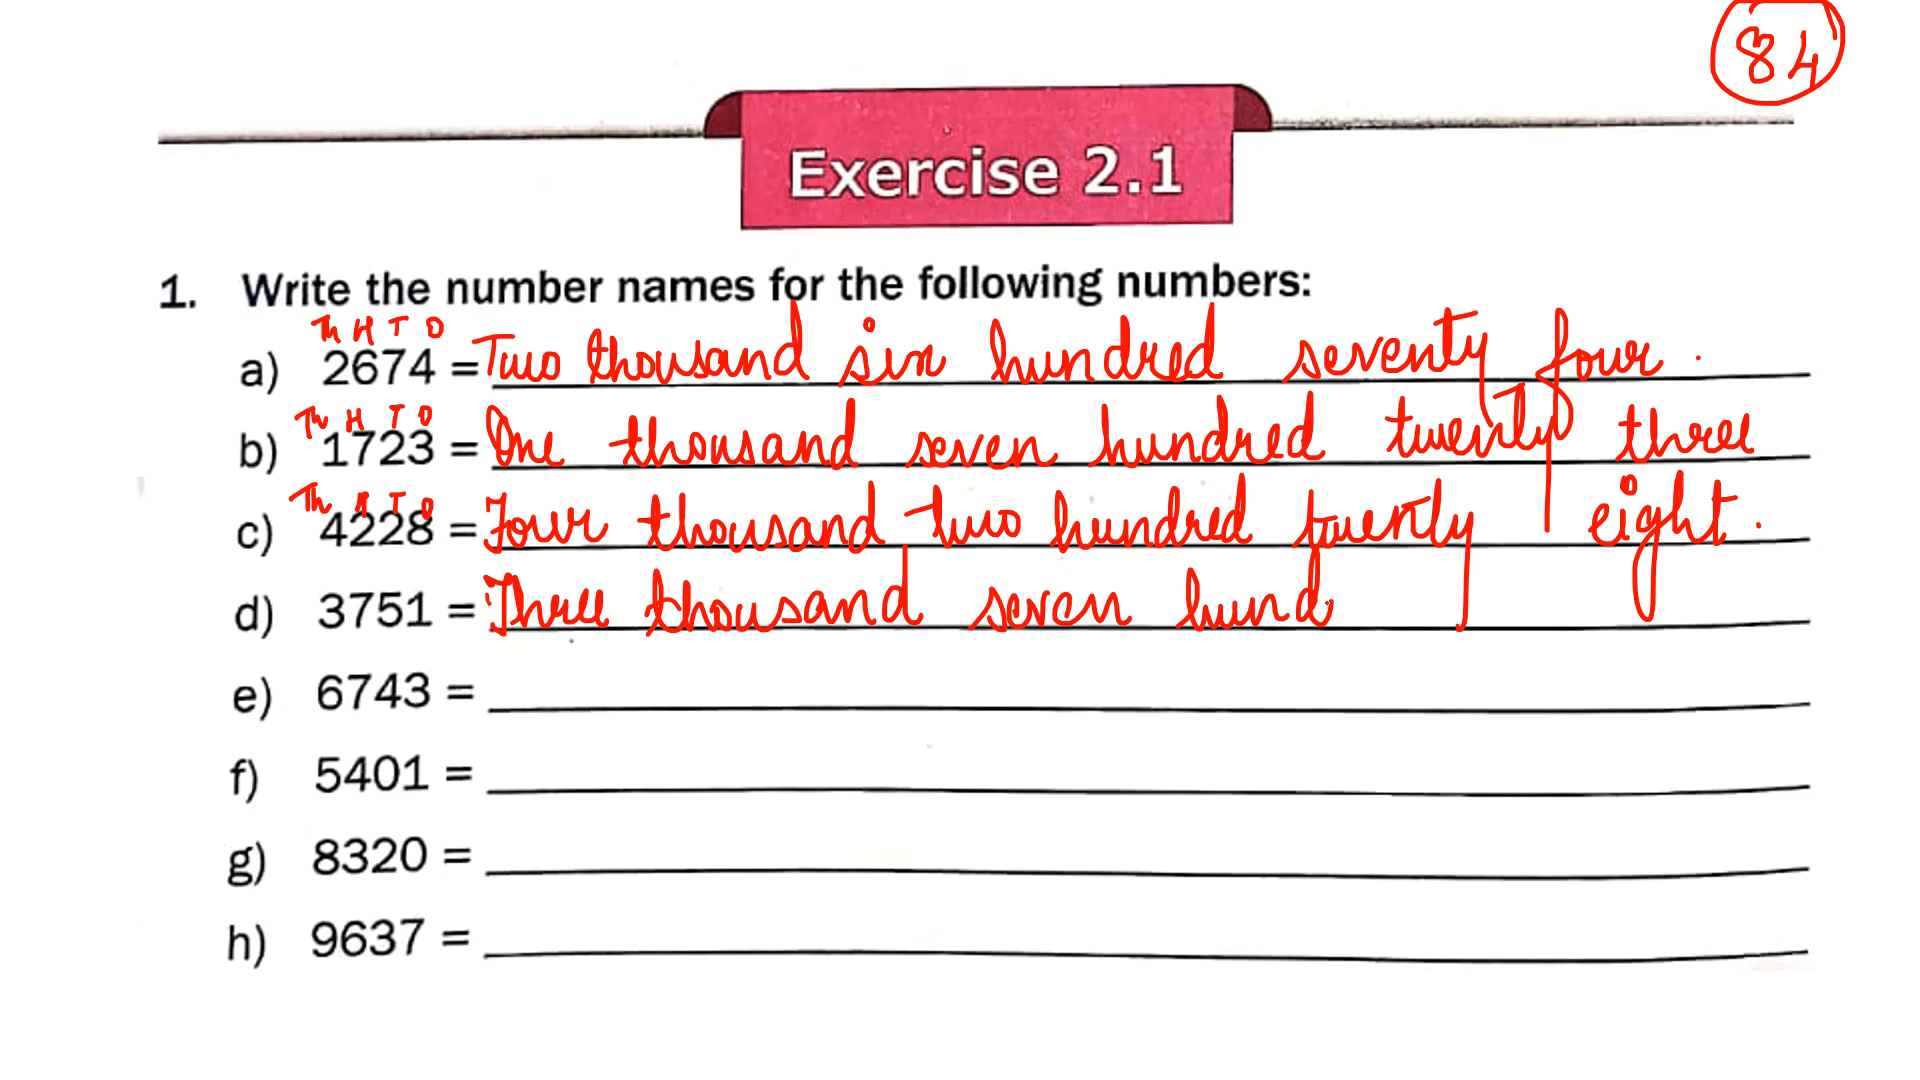 84
Exercise 2.1
1. Write the number names for the following numbers:
Th H T O
a) 2674 = Two thousand six hundred seventy four.
Th H T O
b) 1723 = One thousand seven hundred twenty three
Th H T O
c) 4228 = Four thousand two hundred twenty eight.
d) 3751 = Three thousand seven hund
e) 6743 =
f) 5401 =
g) 8320 =
h) 9637 =